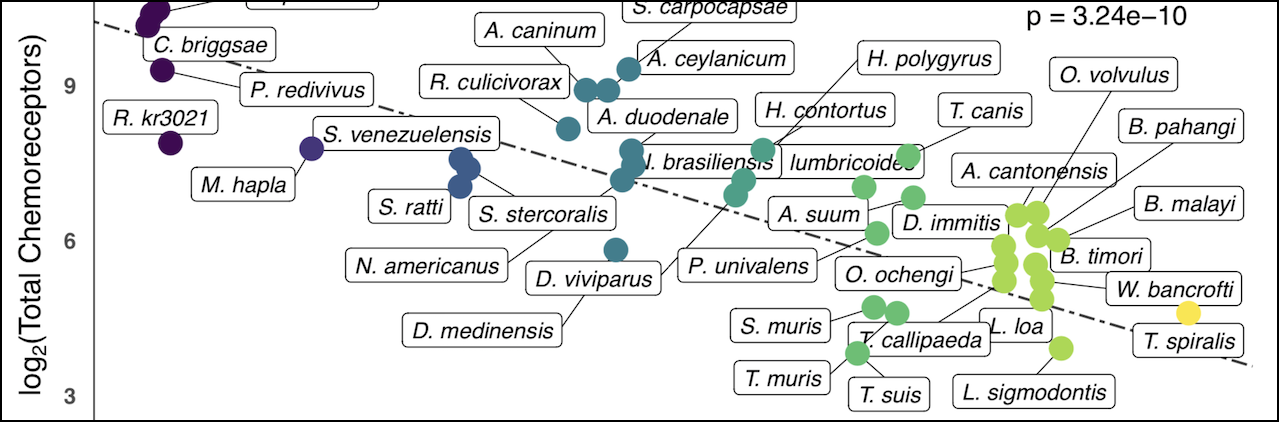 S. carpocapsae
p = 3.24e−10
A. caninum
C. briggsae
A. ceylanicum
H. polygyrus
O. volvulus
R. culicivorax
P. redivivus
9
R. kr3021
A. duodenale
H. contortus
T. canis
B. pahangi
S. venezuelensis
N. brasiliensis
lumbricoides
A. cantonensis
M. hapla
S. ratti
S. stercoralis
A. suum
D. immitis
B. malayi
6
N. americanus
D. viviparus
P. univalens
O. ochengi
B. timori
W. bancrofti
D. medinensis
S. muris
T. callipaeda
L. loa
T. spiralis
T. muris
T. suis
L. sigmodontis
3
log2(Total Chemoreceptors)